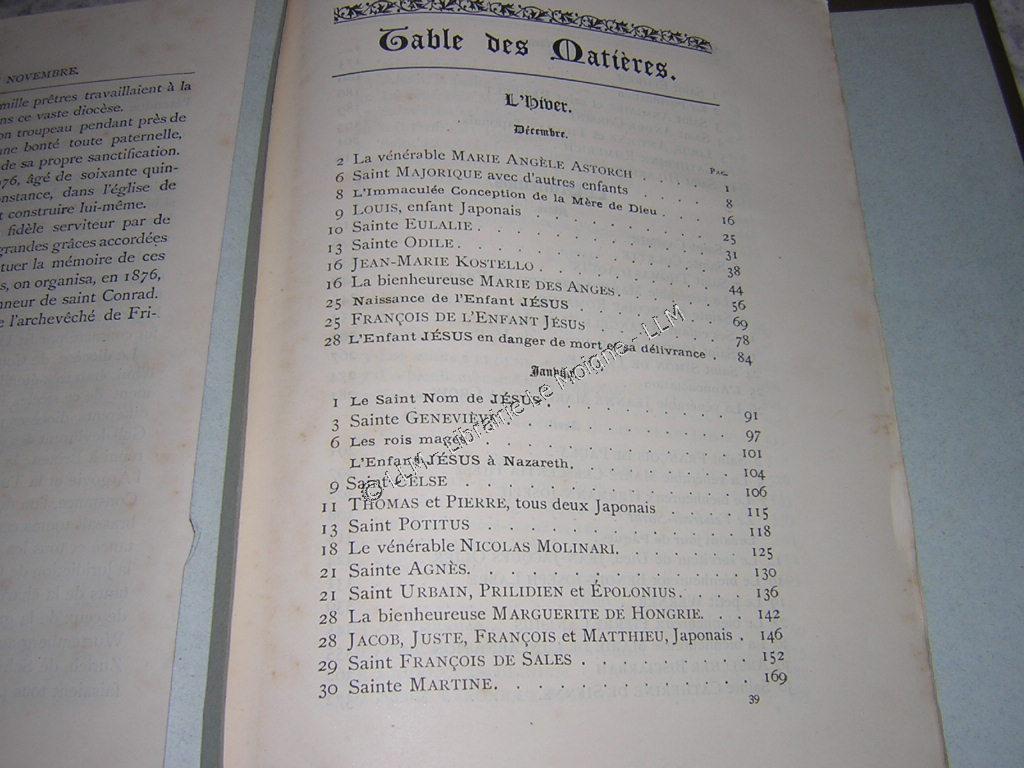 NOVEMBRE.
mille prêtres travaillaient à la
ce vaste diocèse.
troupeau pendant près de
une bonté toute paternelle,
de sa propre sanctification.
âgé de soixante quin-
dans l'église de
construire lui-même.
fidèle serviteur par de
grandes grâces accordées
la mémoire de ces
on organisa, en 1876,
de saint Conrad.
l'archevêché de Fri-
Table des Matières.
L'hiver.
Décembre.
PAG.
2 La vénérable MARIE ANGÈLE ASTORCH . . . . 1
6 Saint MAJORIQUE avec d'autres enfants . . . . 8
8 L'Immaculée Conception de la Mère de Dieu . . . . 16
9 LOUIS, enfant Japonais . . . . 25
10 Sainte EULALIE . . . . 31
13 Sainte ODILE . . . . 38
16 JEAN-MARIE KOSTELLO . . . . 44
16 La bienheureuse MARIE DES ANGES . . . . 56
25 Naissance de l'Enfant JÉSUS . . . . 69
25 FRANÇOIS DE L'ENFANT JÉSUS . . . . 78
28 L'Enfant JÉSUS en danger de mort et sa délivrance . 84
Janvier.
1 Le Saint Nom de JÉSUS . . . . 91
3 Sainte GENEVIÈVE . . . . 97
6 Les rois mages . . . . 101
L'Enfant JÉSUS à Nazareth. . . . . 104
9 Saint CELSE . . . . 106
11 THOMAS et PIERRE, tous deux Japonais . . . . 115
13 Saint POTITUS . . . . 118
18 Le vénérable NICOLAS MOLINARI. . . . . 125
21 Sainte AGNÈS. . . . . 130
21 Saint URBAIN, PRILIDIEN et ÉPOLONIUS. . . . . 136
28 La bienheureuse MARGUERITE DE HONGRIE. . . . 142
28 JACOB, JUSTE, FRANÇOIS et MATTHIEU, Japonais . 146
29 Saint FRANÇOIS DE SALES . . . . 152
30 Sainte MARTINE. . . . . 169
39
© LLM - Librairie Le Moigne - LLM